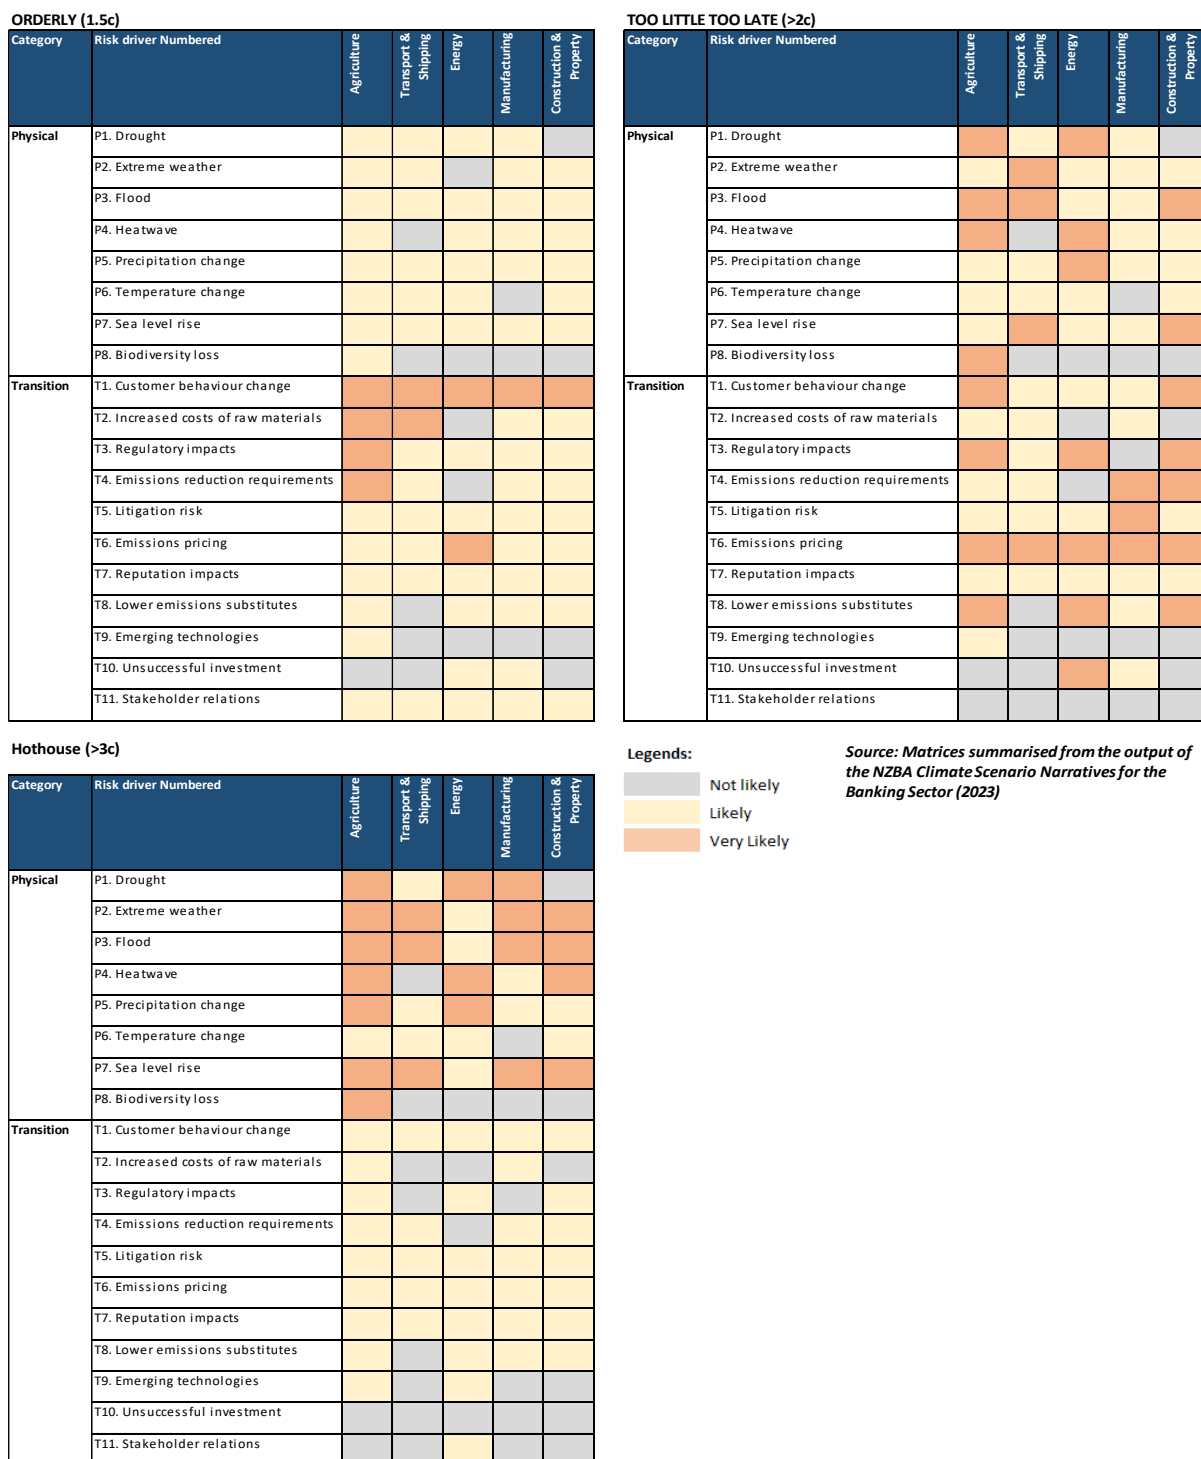 ORDERLY (1.5c)
Category
Risk driver Numbered
Agriculture
Transport &
Shipping
Energy
Manufacturing
Construction &
Property
Physical
P1. Drought
P2. Extreme weather
P3. Flood
P4. Heatwave
P5. Precipitation change
P6. Temperature change
P7. Sea level rise
P8. Biodiversity loss
Transition
T1. Customer behaviour change
T2. Increased costs of raw materials
T3. Regulatory impacts
T4. Emissions reduction requirements
T5. Litigation risk
T6. Emissions pricing
T7. Reputation impacts
T8. Lower emissions substitutes
T9. Emerging technologies
T10. Unsuccessful investment
T11. Stakeholder relations
TOO LITTLE TOO LATE (>2c)
Category
Risk driver Numbered
Agriculture
Transport &
Shipping
Energy
Manufacturing
Construction &
Property
Physical
P1. Drought
P2. Extreme weather
P3. Flood
P4. Heatwave
P5. Precipitation change
P6. Temperature change
P7. Sea level rise
P8. Biodiversity loss
Transition
T1. Customer behaviour change
T2. Increased costs of raw materials
T3. Regulatory impacts
T4. Emissions reduction requirements
T5. Litigation risk
T6. Emissions pricing
T7. Reputation impacts
T8. Lower emissions substitutes
T9. Emerging technologies
T10. Unsuccessful investment
T11. Stakeholder relations
Hothouse (>3c)
Category
Risk driver Numbered
Agriculture
Transport &
Shipping
Energy
Manufacturing
Construction &
Property
Physical
P1. Drought
P2. Extreme weather
P3. Flood
P4. Heatwave
P5. Precipitation change
P6. Temperature change
P7. Sea level rise
P8. Biodiversity loss
Transition
T1. Customer behaviour change
T2. Increased costs of raw materials
T3. Regulatory impacts
T4. Emissions reduction requirements
T5. Litigation risk
T6. Emissions pricing
T7. Reputation impacts
T8. Lower emissions substitutes
T9. Emerging technologies
T10. Unsuccessful investment
T11. Stakeholder relations
Legends:
Not likely
Likely
Very Likely
Source: Matrices summarised from the output of
the NZBA Climate Scenario Narratives for the
Banking Sector (2023)